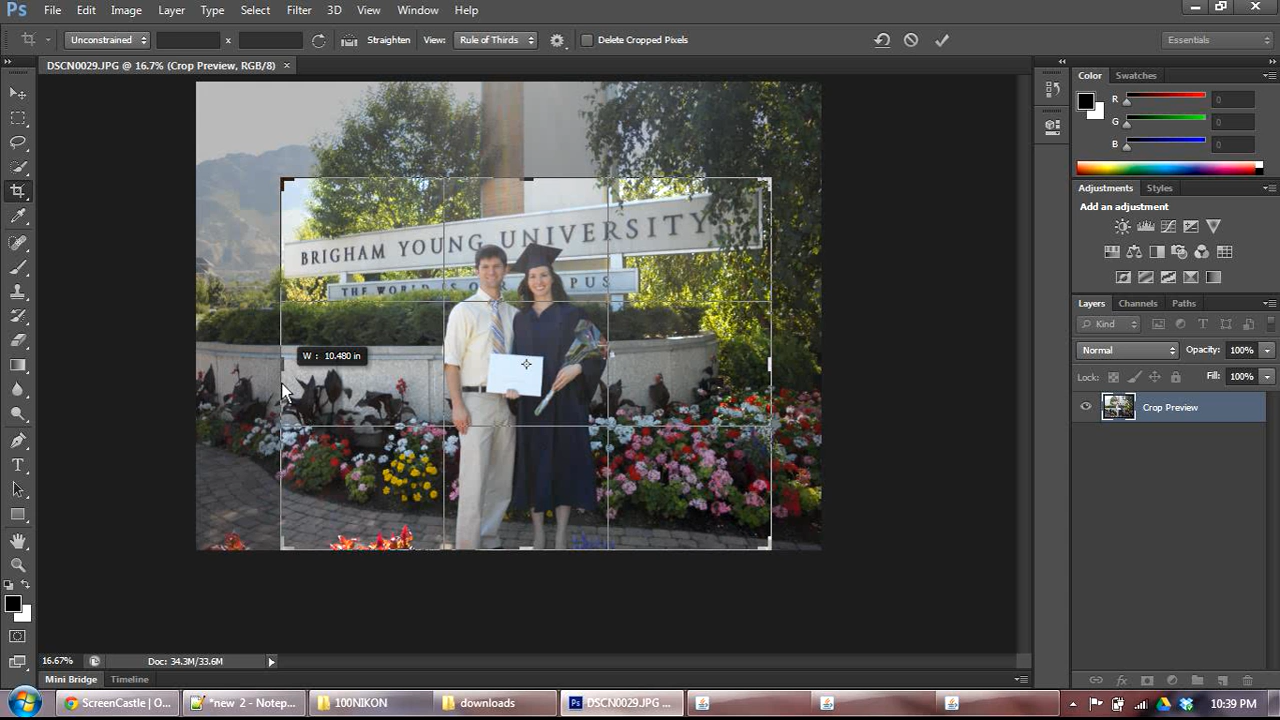 Ps File Edit Image Layer Type Select Filter 3D View Window Help
Unconstrained x Straighten View: Rule of Thirds Delete Cropped Pixels Essentials
DSCN0029.JPG @ 16.7% (Crop Preview, RGB/8) ×
Color Swatches
R 0
G 0
B 0
Adjustments Styles
Add an adjustment
BRIGHAM YOUNG UNIVERSITY
THE WORLD IS OUR CAMPUS
W : 10.480 in
Layers Channels Paths
Kind
Normal Opacity: 100%
Lock: Fill: 100%
Crop Preview
16.67% Doc: 34.3M/33.6M
Mini Bridge Timeline
ScreenCastle | O... *new 2 - Notep... 100NIKON downloads DSCN0029.JPG ... 10:39 PM